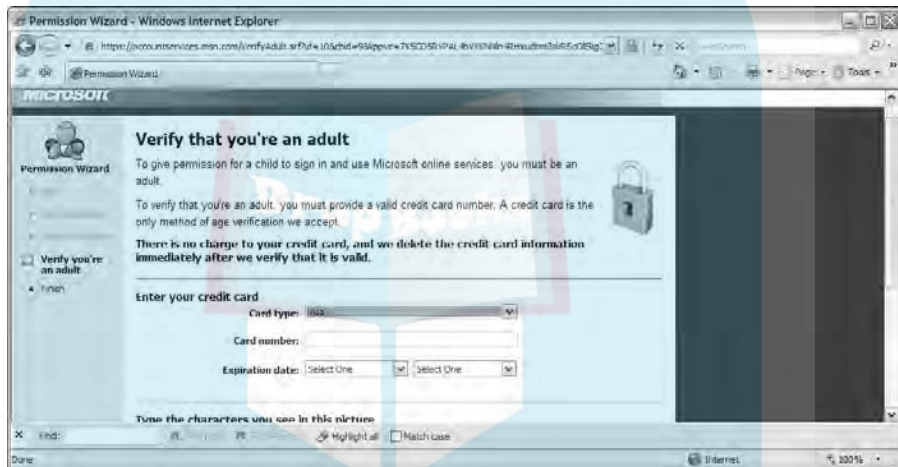 Permission Wizard - Windows Internet Explorer
Permission Wizard
Page
Tools
Microsoft
Permission Wizard
Verify you're
an adult
Finish
Verify that you're an adult
To give permission for a child to sign in and use Microsoft online services, you must be an
adult.
To verify that you're an adult, you must provide a valid credit card number. A credit card is the
only method of age verification we accept.
There is no charge to your credit card, and we delete the credit card information
immediately after we verify that it is valid.
Enter your credit card
Card type:
Card number:
Expiration date: Select One Select One
Type the characters you see in this picture
Find: Highlight all Match case
Done Internet 100%